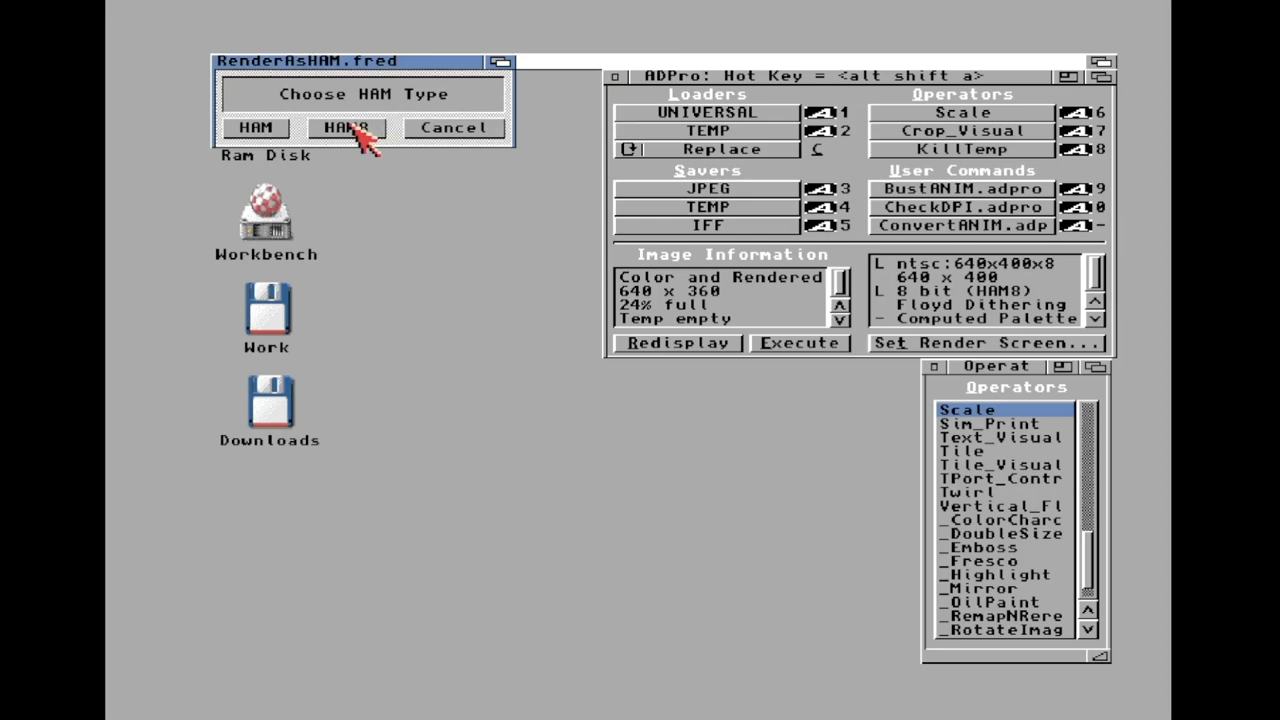 RenderAsHAM.fred
Choose HAM Type
HAM HAM8 Cancel
Ram Disk
Workbench
Work
Downloads
ADPro: Hot Key = <alt shift a>
Loaders
UNIVERSAL A 1
TEMP A 2
Replace C
Savers
JPEG A 3
TEMP A 4
IFF A 5
Operators
Scale A 6
Crop_Visual A 7
KillTemp A 8
User Commands
BustANIM.adpro A 9
CheckDPI.adpro A 0
ConvertANIM.adp A -
Image Information
Color and Rendered
640 x 360
24% full
Temp empty
L ntsc:640x400x8
640 x 400
L 8 bit (HAM8)
Floyd Dithering
- Computed Palette
Redisplay Execute Set Render Screen...
Operat
Operators
Scale
Sim_Print
Text_Visual
Tile
Tile_Visual
TPort_Contr
Twirl
Vertical_Fl
_ColorCharc
_DoubleSize
_Emboss
_Fresco
_Highlight
_Mirror
_OilPaint
_RemapNRere
_RotateImag